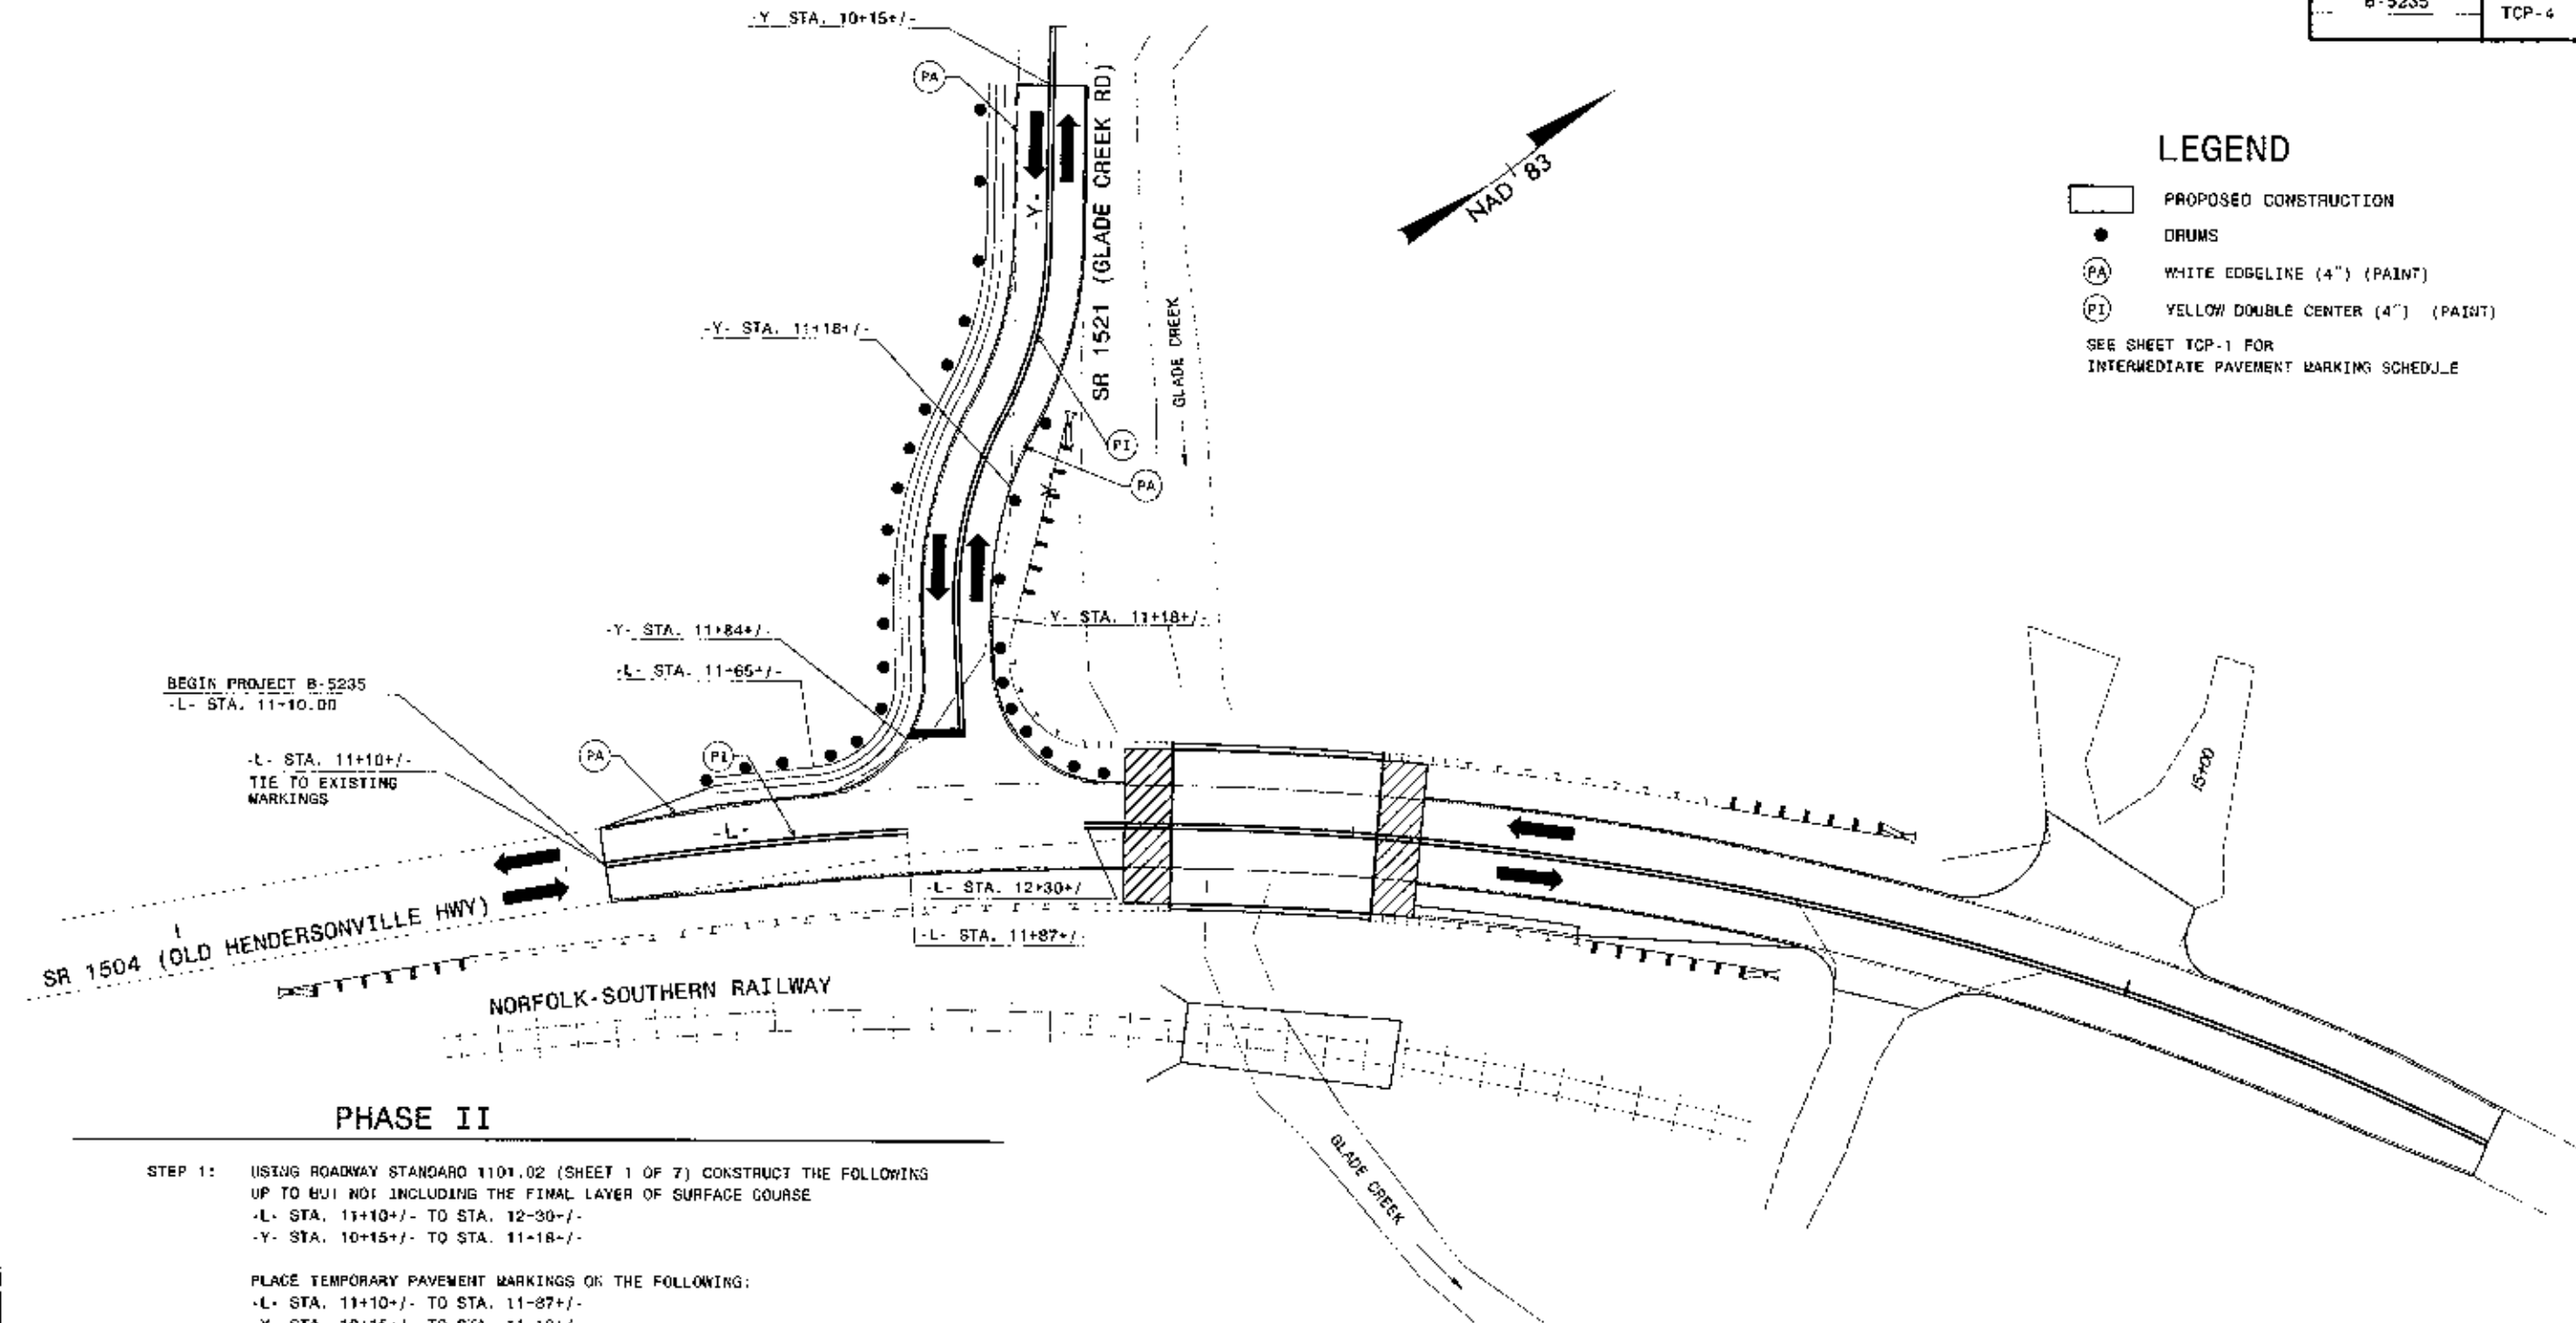 B-5235
TCP-4
-Y STA. 10+15+/-
PA
SR 1521 (GLADE CREEK RD)
-Y-
NAD 83
LEGEND
PROPOSED CONSTRUCTION
DRUMS
PA WHITE EDGELINE (4") (PAINT)
PI YELLOW DOUBLE CENTER (4") (PAINT)
SEE SHEET TCP-1 FOR
INTERMEDIATE PAVEMENT MARKING SCHEDULE
GLADE CREEK
-Y- STA. 11+18+/-
PI
PA
Y- STA. 11+18+/-
-Y- STA. 11+84+/-
-L- STA. 11+65+/-
BEGIN PROJECT B-5235
-L- STA. 11+10.00
-L- STA. 11+10+/-
TIE TO EXISTING
MARKINGS
PA
PI
-L-
15+00
-L- STA. 12+30+/
-L- STA. 11+87+/-
SR 1504 (OLD HENDERSONVILLE HWY)
NORFOLK-SOUTHERN RAILWAY
GLADE CREEK
PHASE II
STEP 1: USING ROADWAY STANDARD 1101.02 (SHEET 1 OF 7) CONSTRUCT THE FOLLOWING
UP TO BUT NOT INCLUDING THE FINAL LAYER OF SURFACE COURSE
-L- STA. 11+10+/- TO STA. 12+30+/-
-Y- STA. 10+15+/- TO STA. 11+18+/-
PLACE TEMPORARY PAVEMENT MARKINGS ON THE FOLLOWING:
-L- STA. 11+10+/- TO STA. 11+87+/-